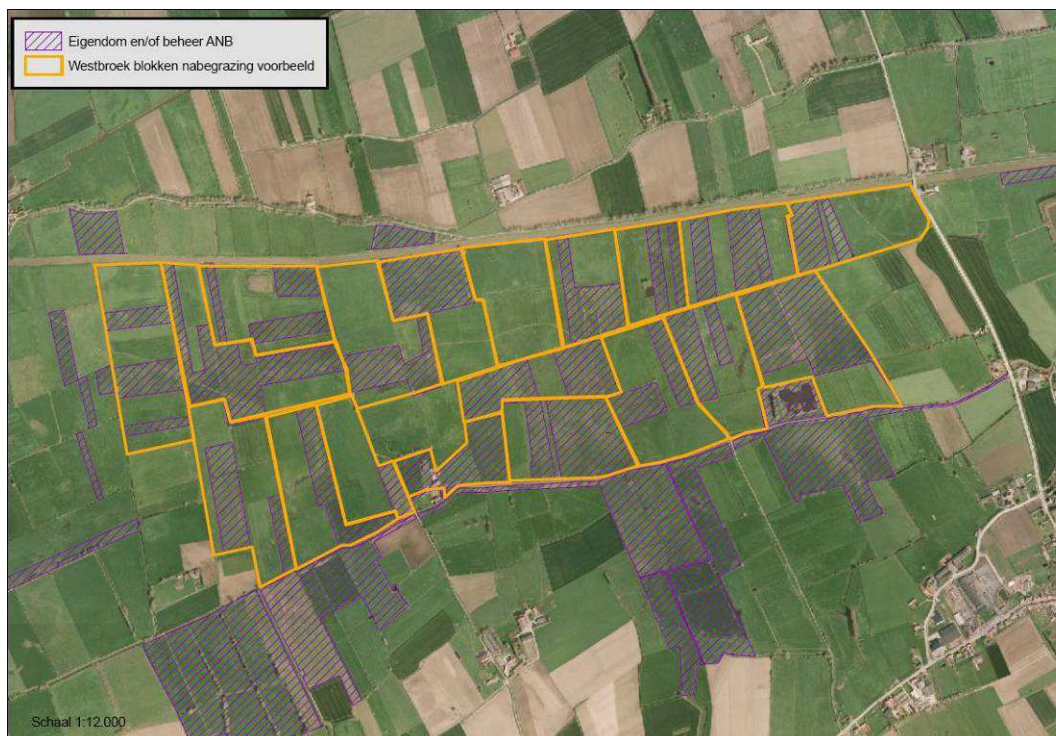 Eigendom en/of beheer ANB
Westbroek blokken nabegrazing voorbeeld
Schaal 1:12.000